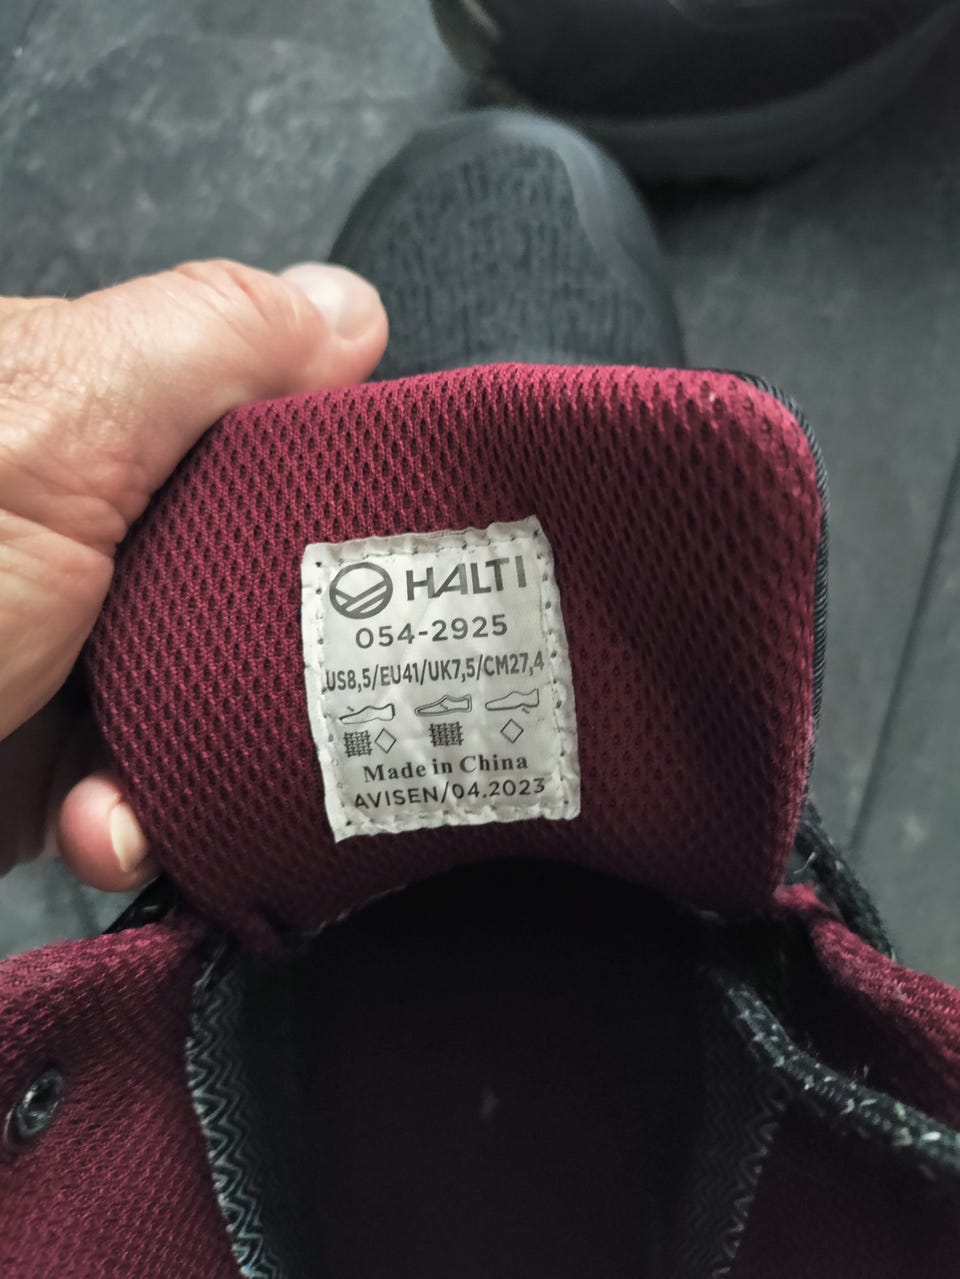 HALTI
054-2925
US8,5/EU41/UK7,5/CM27,4
Made in China
AVISEN/04.2023